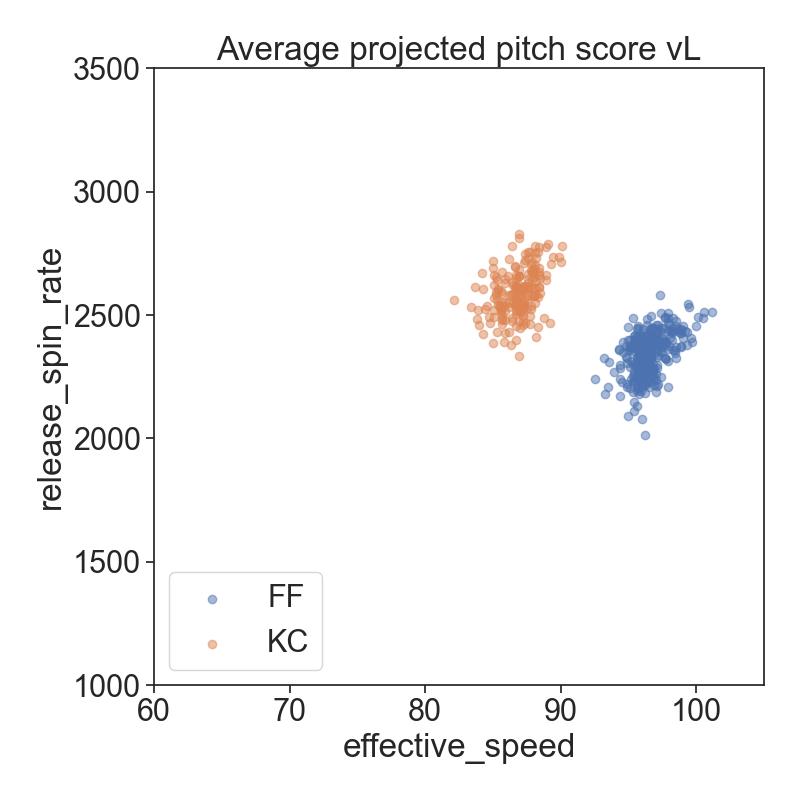 Average projected pitch score vL
3500
3000
2500
2000
1500
1000
release_spin_rate
FF
KC
60 70 80 90 100
effective_speed